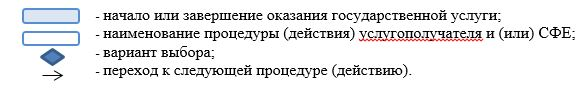 - начало или завершение оказания государственной услуги;
- наименование процедуры (действия) услугополучателя и (или) СФЕ;
- вариант выбора;
- переход к следующей процедуре (действию).